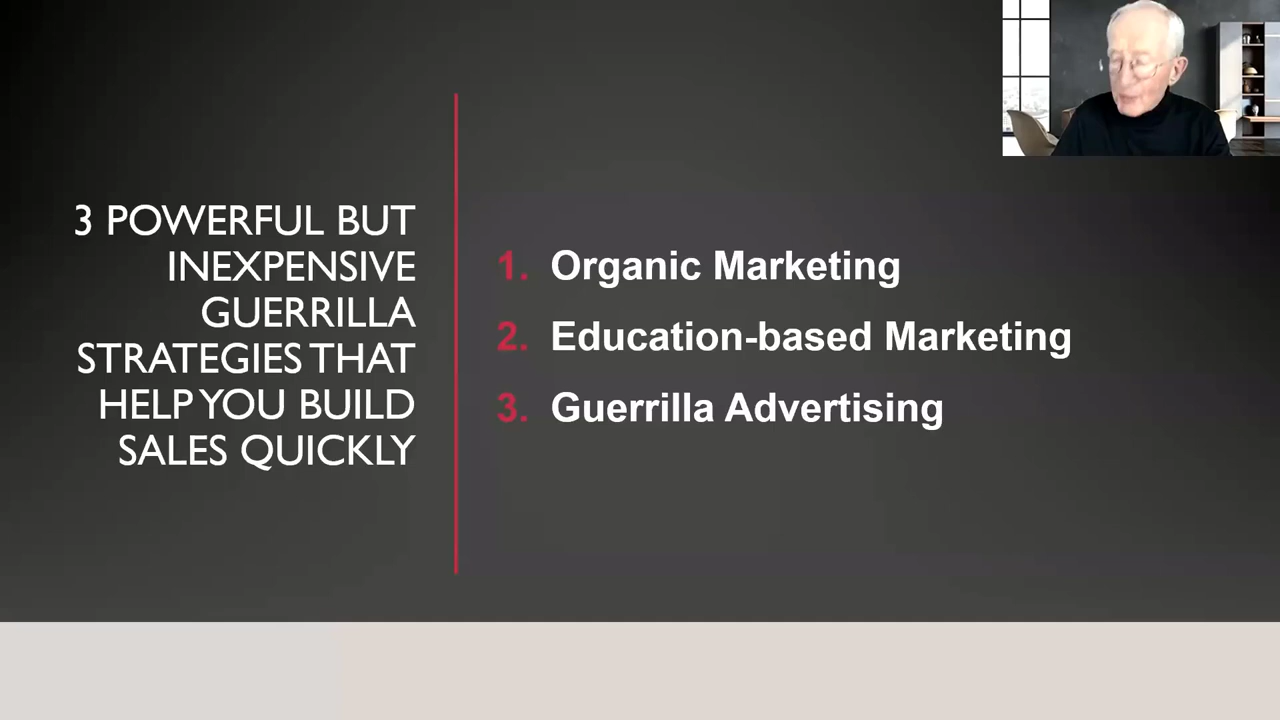 3 POWERFUL BUT
INEXPENSIVE
GUERRILLA
STRATEGIES THAT
HELP YOU BUILD
SALES QUICKLY
1. Organic Marketing
2. Education-based Marketing
3. Guerrilla Advertising